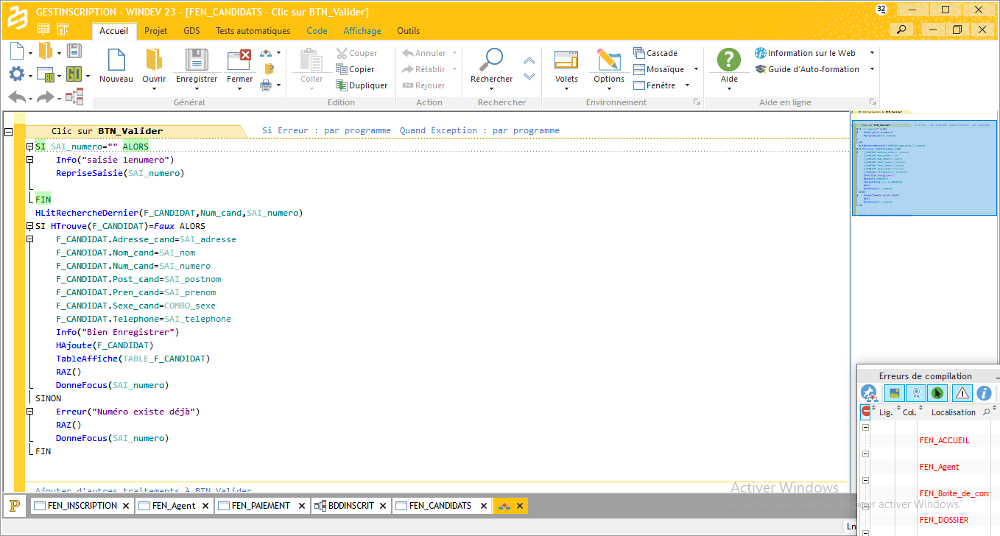 GESTINSCRIPTION - WINDEV 23 - [FEN_CANDIDATS - Clic sur BTN_Valider]
32
Accueil Projet GDS Tests automatiques Code Affichage Outils
Nouveau Ouvrir Enregistrer Fermer
Général
Coller Couper Copier Dupliquer
Edition
Annuler Rétablir Rejouer
Action
Rechercher
Rechercher
Volets Options Cascade Mosaïque Fenêtre
Environnement
Aide Information sur le Web Guide d'Auto-formation
Aide en ligne
Clic sur BTN_Valider Si Erreur : par programme Quand Exception : par programme
SI SAI_numero="" ALORS
Info("saisie lenumero")
RepriseSaisie(SAI_numero)
FIN
HLitRechercheDernier(F_CANDIDAT,Num_cand,SAI_numero)
SI HTrouve(F_CANDIDAT)=Faux ALORS
F_CANDIDAT.Adresse_cand=SAI_adresse
F_CANDIDAT.Nom_cand=SAI_nom
F_CANDIDAT.Num_cand=SAI_numero
F_CANDIDAT.Post_cand=SAI_postnom
F_CANDIDAT.Pren_cand=SAI_prenom
F_CANDIDAT.Sexe_cand=COMBO_sexe
F_CANDIDAT.Telephone=SAI_telephone
Info("Bien Enregistrer")
HAjoute(F_CANDIDAT)
TableAffiche(TABLE_F_CANDIDAT)
RAZ()
DonneFocus(SAI_numero)
SINON
Erreur("Numéro existe déjà")
RAZ()
DonneFocus(SAI_numero)
FIN
Ajouter d'autres traitements à BTN_Valider
Erreurs de compilation
Lig. Col. Localisation
FEN_ACCUEIL
FEN_Agent
FEN_Boite_de_con
FEN_DOSSIER
Activer Windows
Accédez aux paramètres pour activer Windows.
FEN_INSCRIPTION FEN_Agent FEN_PAIEMENT BDDINSCRIT FEN_CANDIDATS
Ln